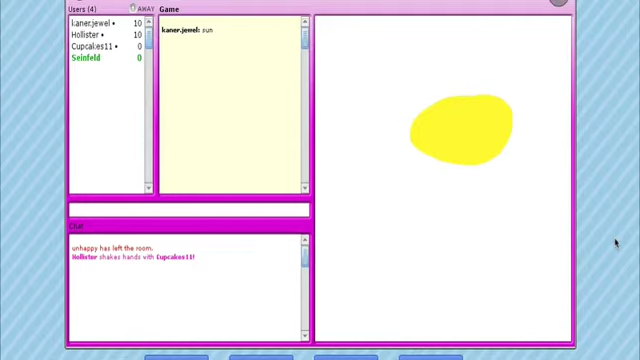 Users (4)
AWAY
Game
kaner.jewel • 10
Hollister • 10
Cupcakes11 • 0
Seinfeld 0
kaner.jewel: sun
Chat
unhappy has left the room.
Hollister shakes hands with Cupcakes11!